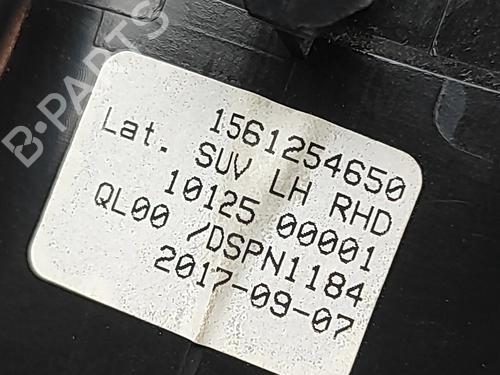 B-PARTS
1561254650
Lat. SUV LH RHD
10125 00001
QL00 /DSPN1184
2017-09-07